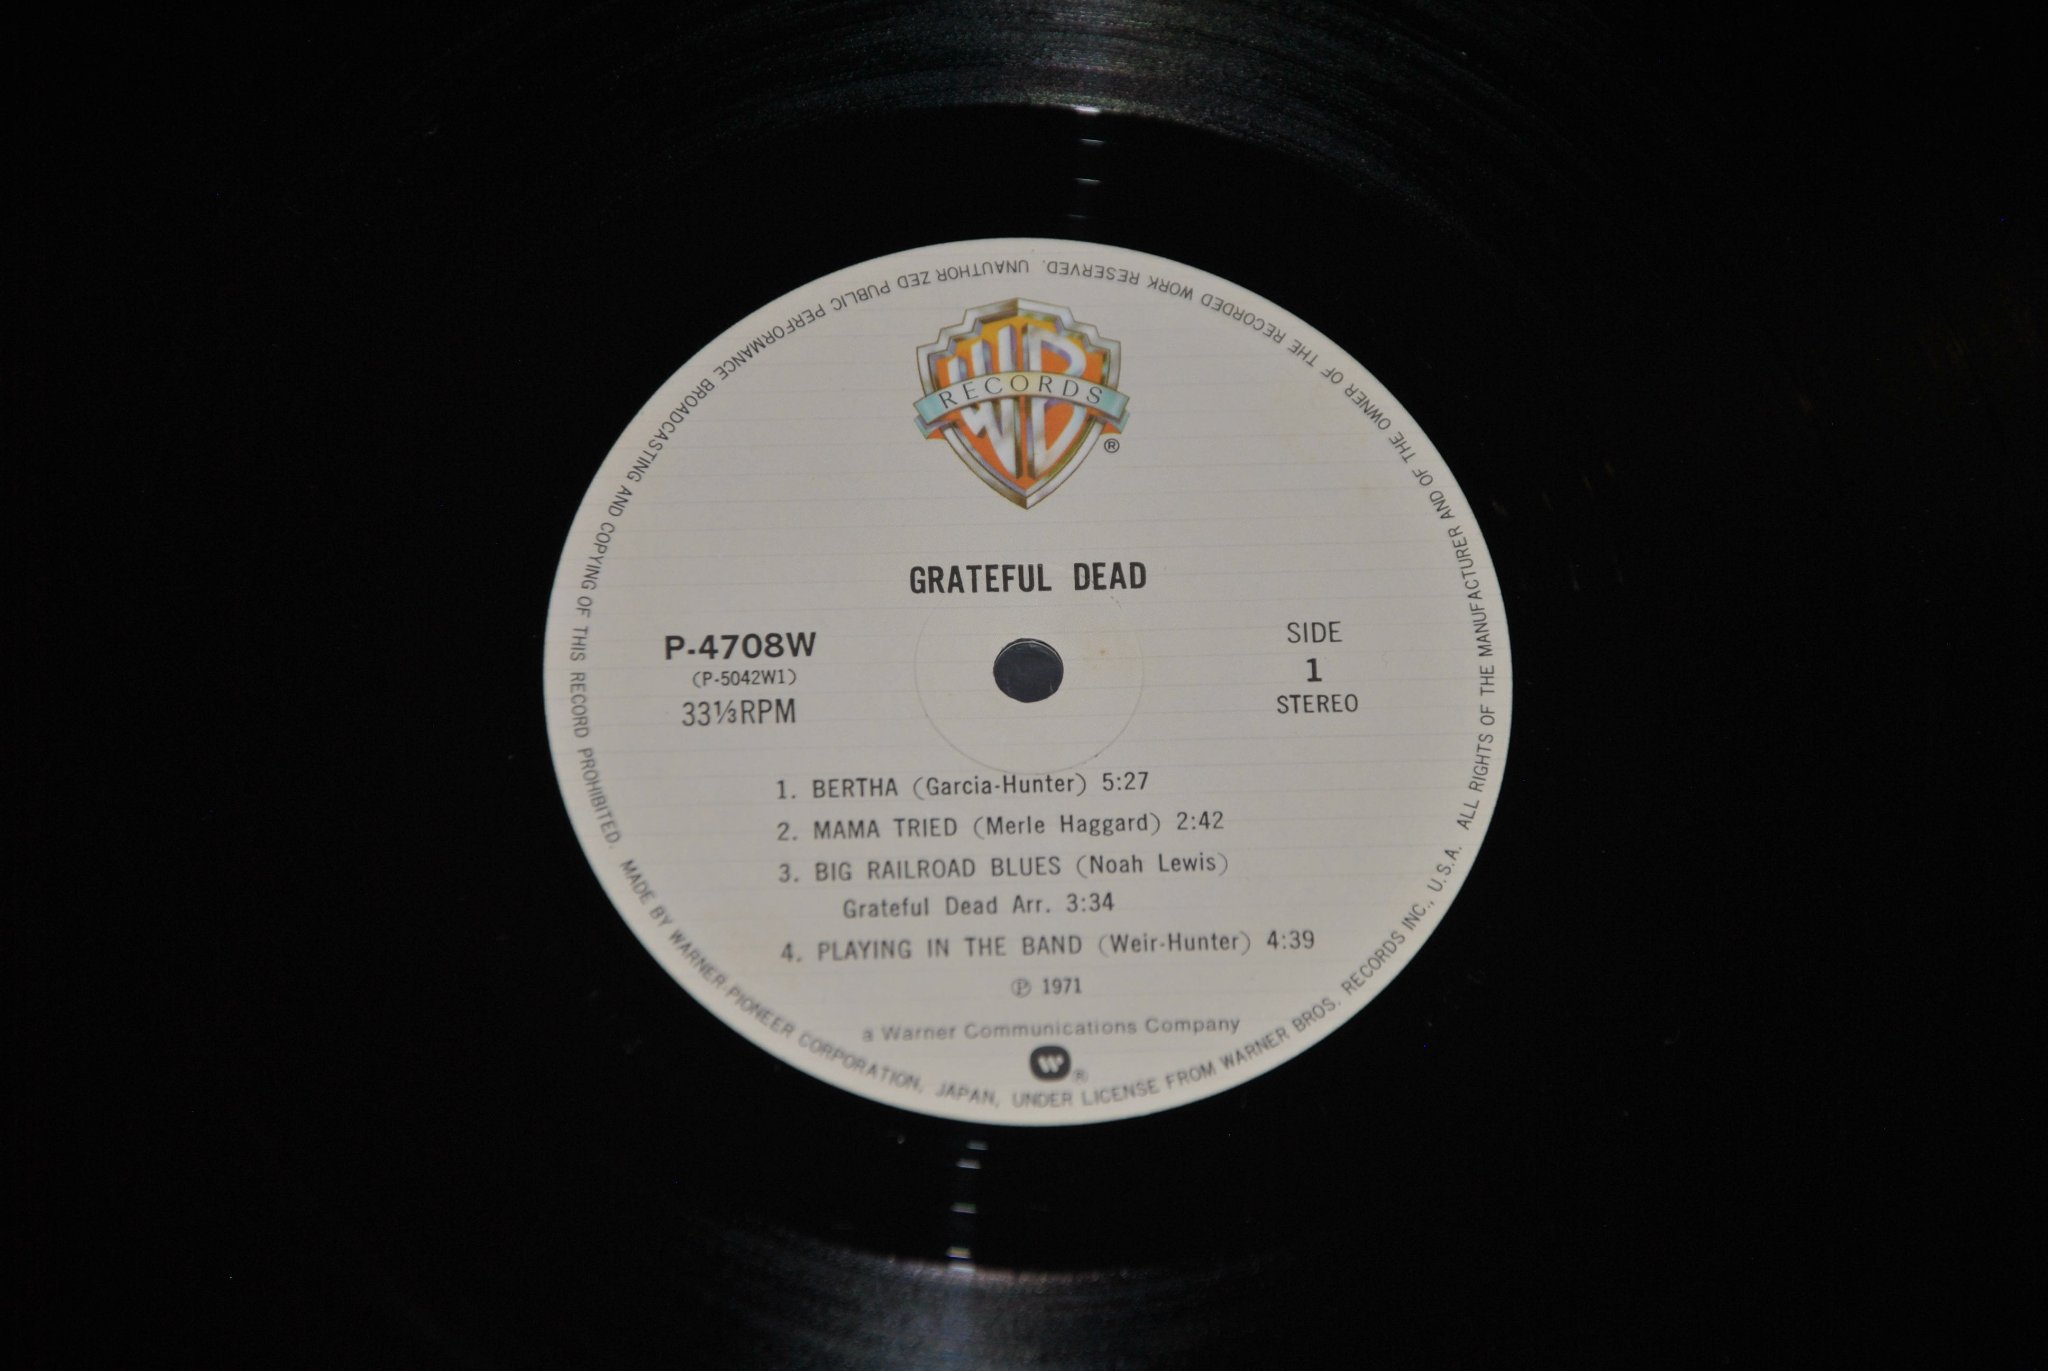 WB
RECORDS
®
GRATEFUL DEAD
P-4708W
(P-5042W1)
33⅓RPM
SIDE
1
STEREO
1. BERTHA (Garcia-Hunter) 5:27
2. MAMA TRIED (Merle Haggard) 2:42
3. BIG RAILROAD BLUES (Noah Lewis)
Grateful Dead Arr. 3:34
4. PLAYING IN THE BAND (Weir-Hunter) 4:39
℗ 1971
a Warner Communications Company
W ®
MADE BY WARNER-PIONEER CORPORATION, JAPAN, UNDER LICENSE FROM WARNER BROS. RECORDS INC., U.S.A. ALL RIGHTS OF THE MANUFACTURER AND OF THE OWNER OF THE RECORDED WORK RESERVED. UNAUTHOR ZED PUBLIC PERFORMANCE BROADCASTING AND COPYING OF THIS RECORD PROHIBITED.